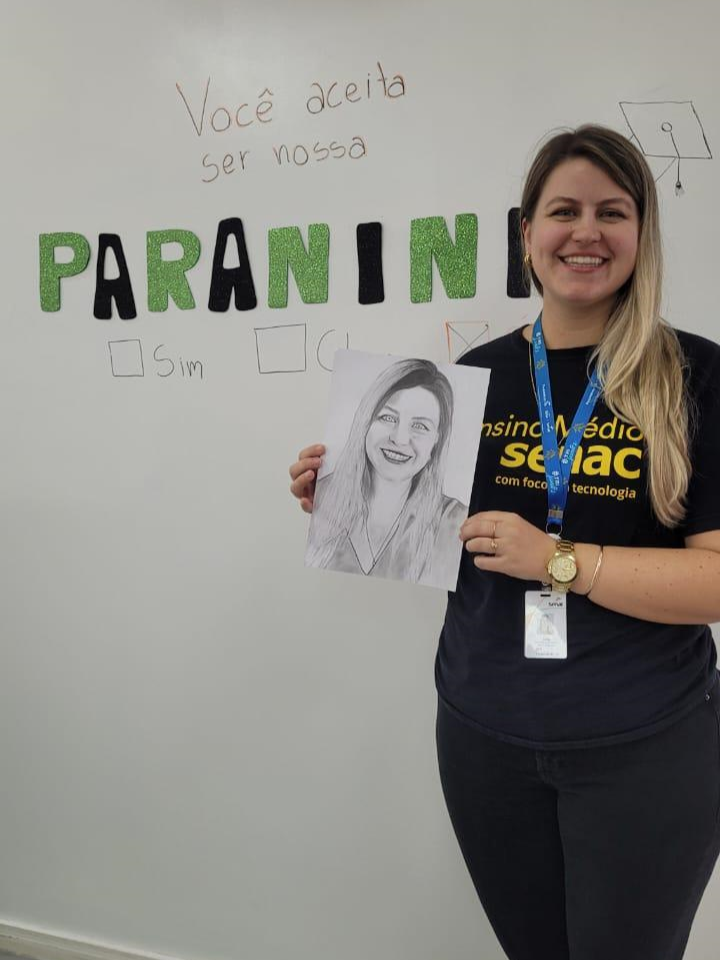 Você aceita
ser nossa
PARANIN
Sim
nsino Médio
senac
com foco tecnologia